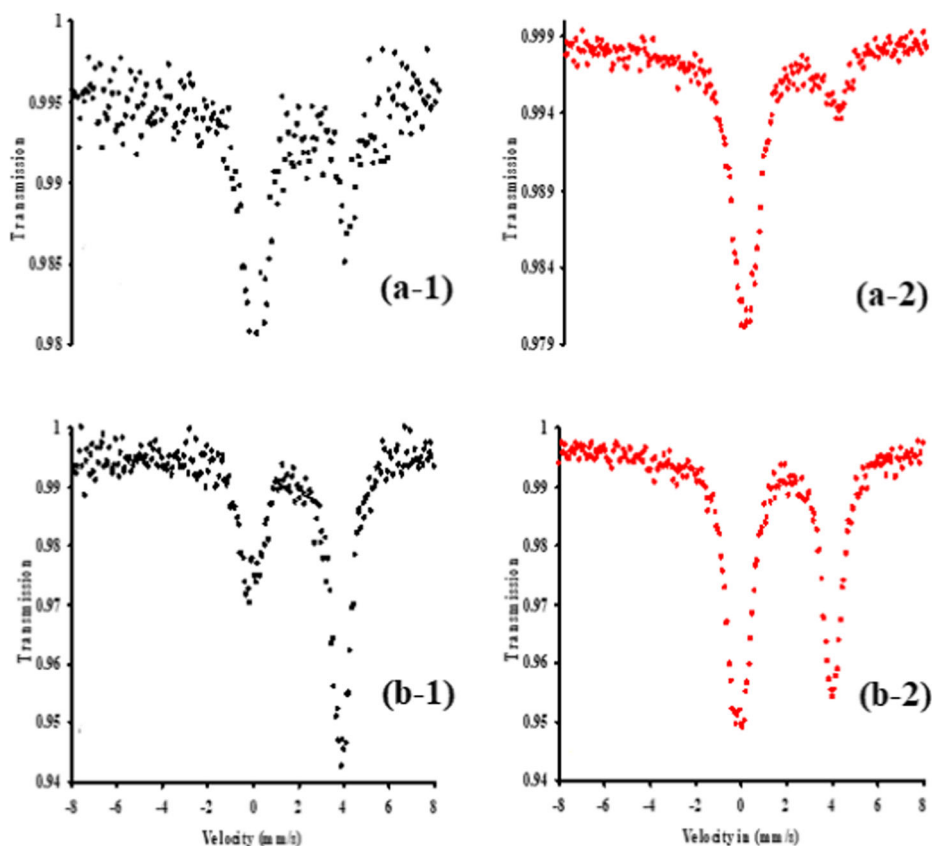 1
0.995
0.99
0.985
0.98
Transmission
(a-1)
0.999
0.994
0.989
0.984
0.979
Transmission
(a-2)
1
0.99
0.98
0.97
0.96
0.95
0.94
Transmission
(b-1)
-8 -6 -4 -2 0 2 4 6 8
Velocity (mm/s)
1
0.99
0.98
0.97
0.96
0.95
0.94
Transmission
(b-2)
-8 -6 -4 -2 0 2 4 6 8
Velocity in (mm/s)